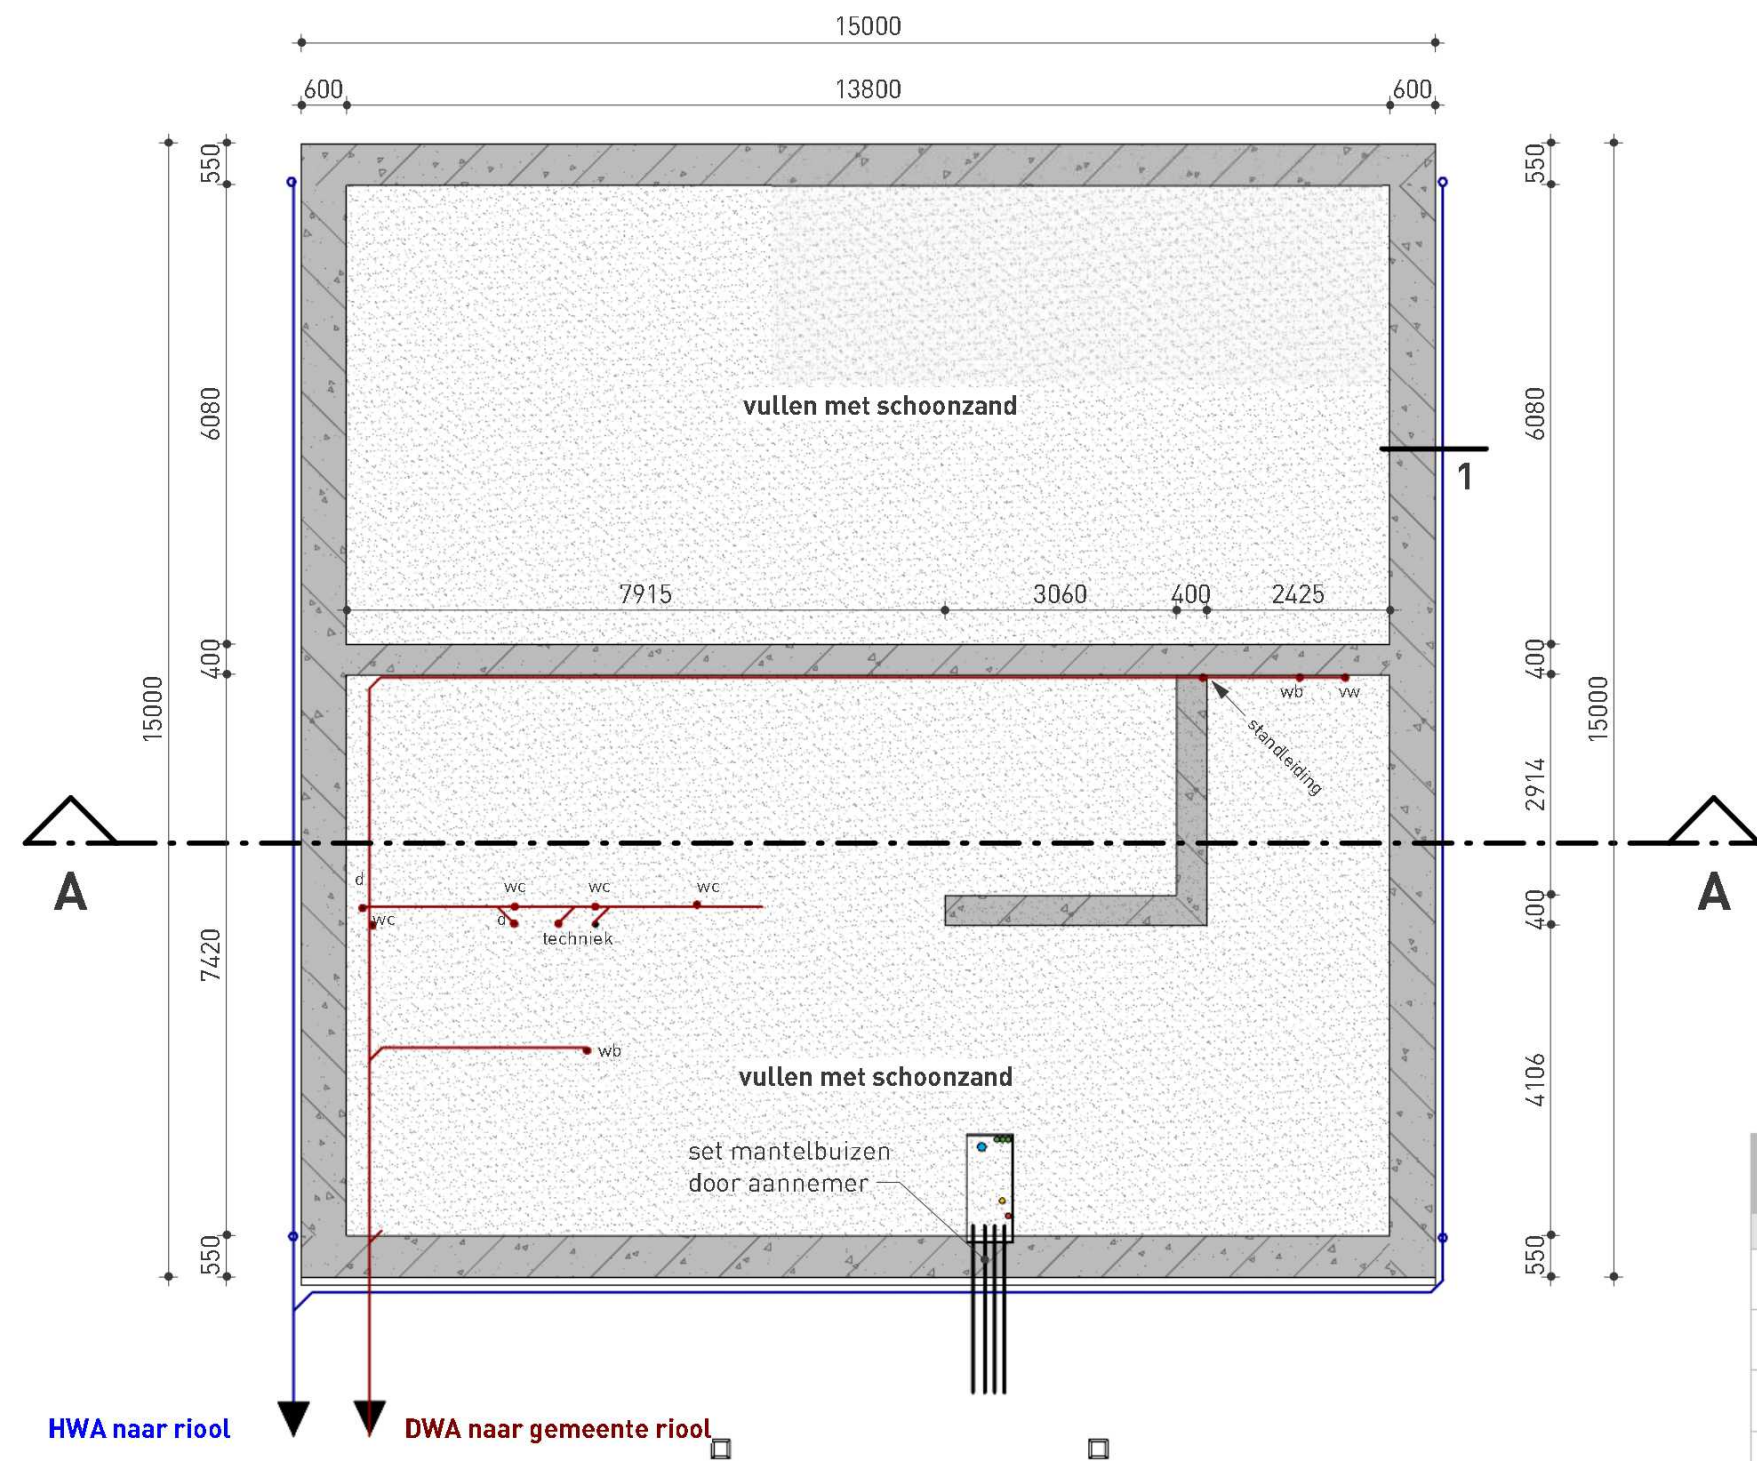 15000
600 13800 600
550 550
6080 6080
vullen met schoonzand
1
7915 3060 400 2425
400 400
15000 15000
wb vw
standleiding
2914
A A
d wc wc wc
wc d
techniek
400
7420
wb
4106
vullen met schoonzand
set mantelbuizen
door aannemer
550 550
HWA naar riool DWA naar gemeente riool